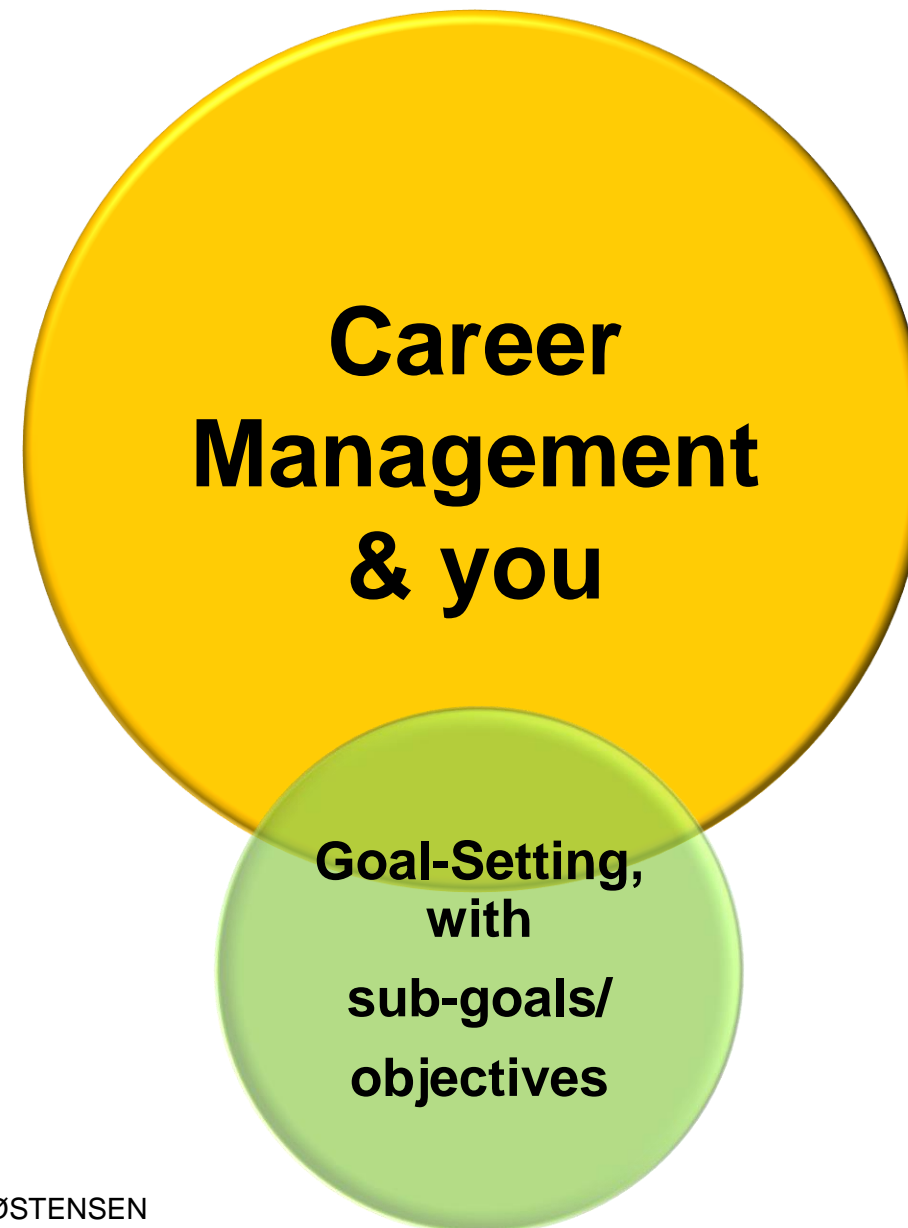 Career
Management
& you
Goal-Setting,
with
sub-goals/
objectives
ØSTENSEN